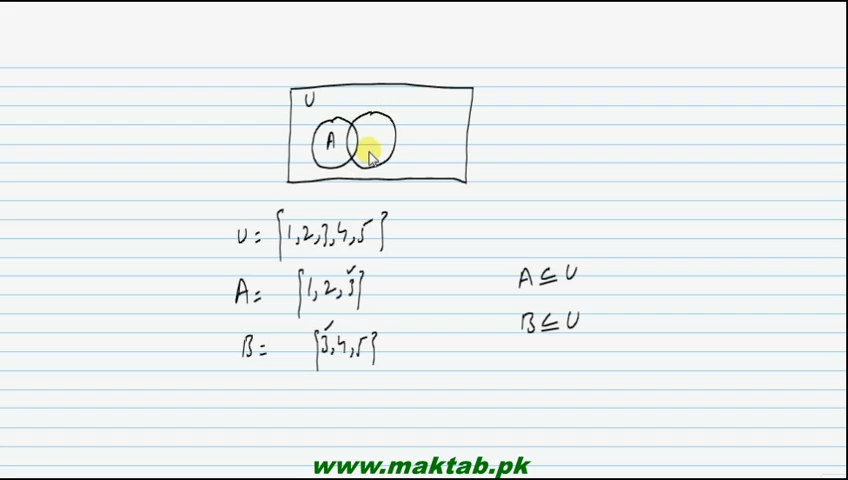 U
A
U = {1,2,3,4,5}
A = {1,2,3}
A ⊆ U
B = {3,4,5}
B ⊆ U
www.maktab.pk